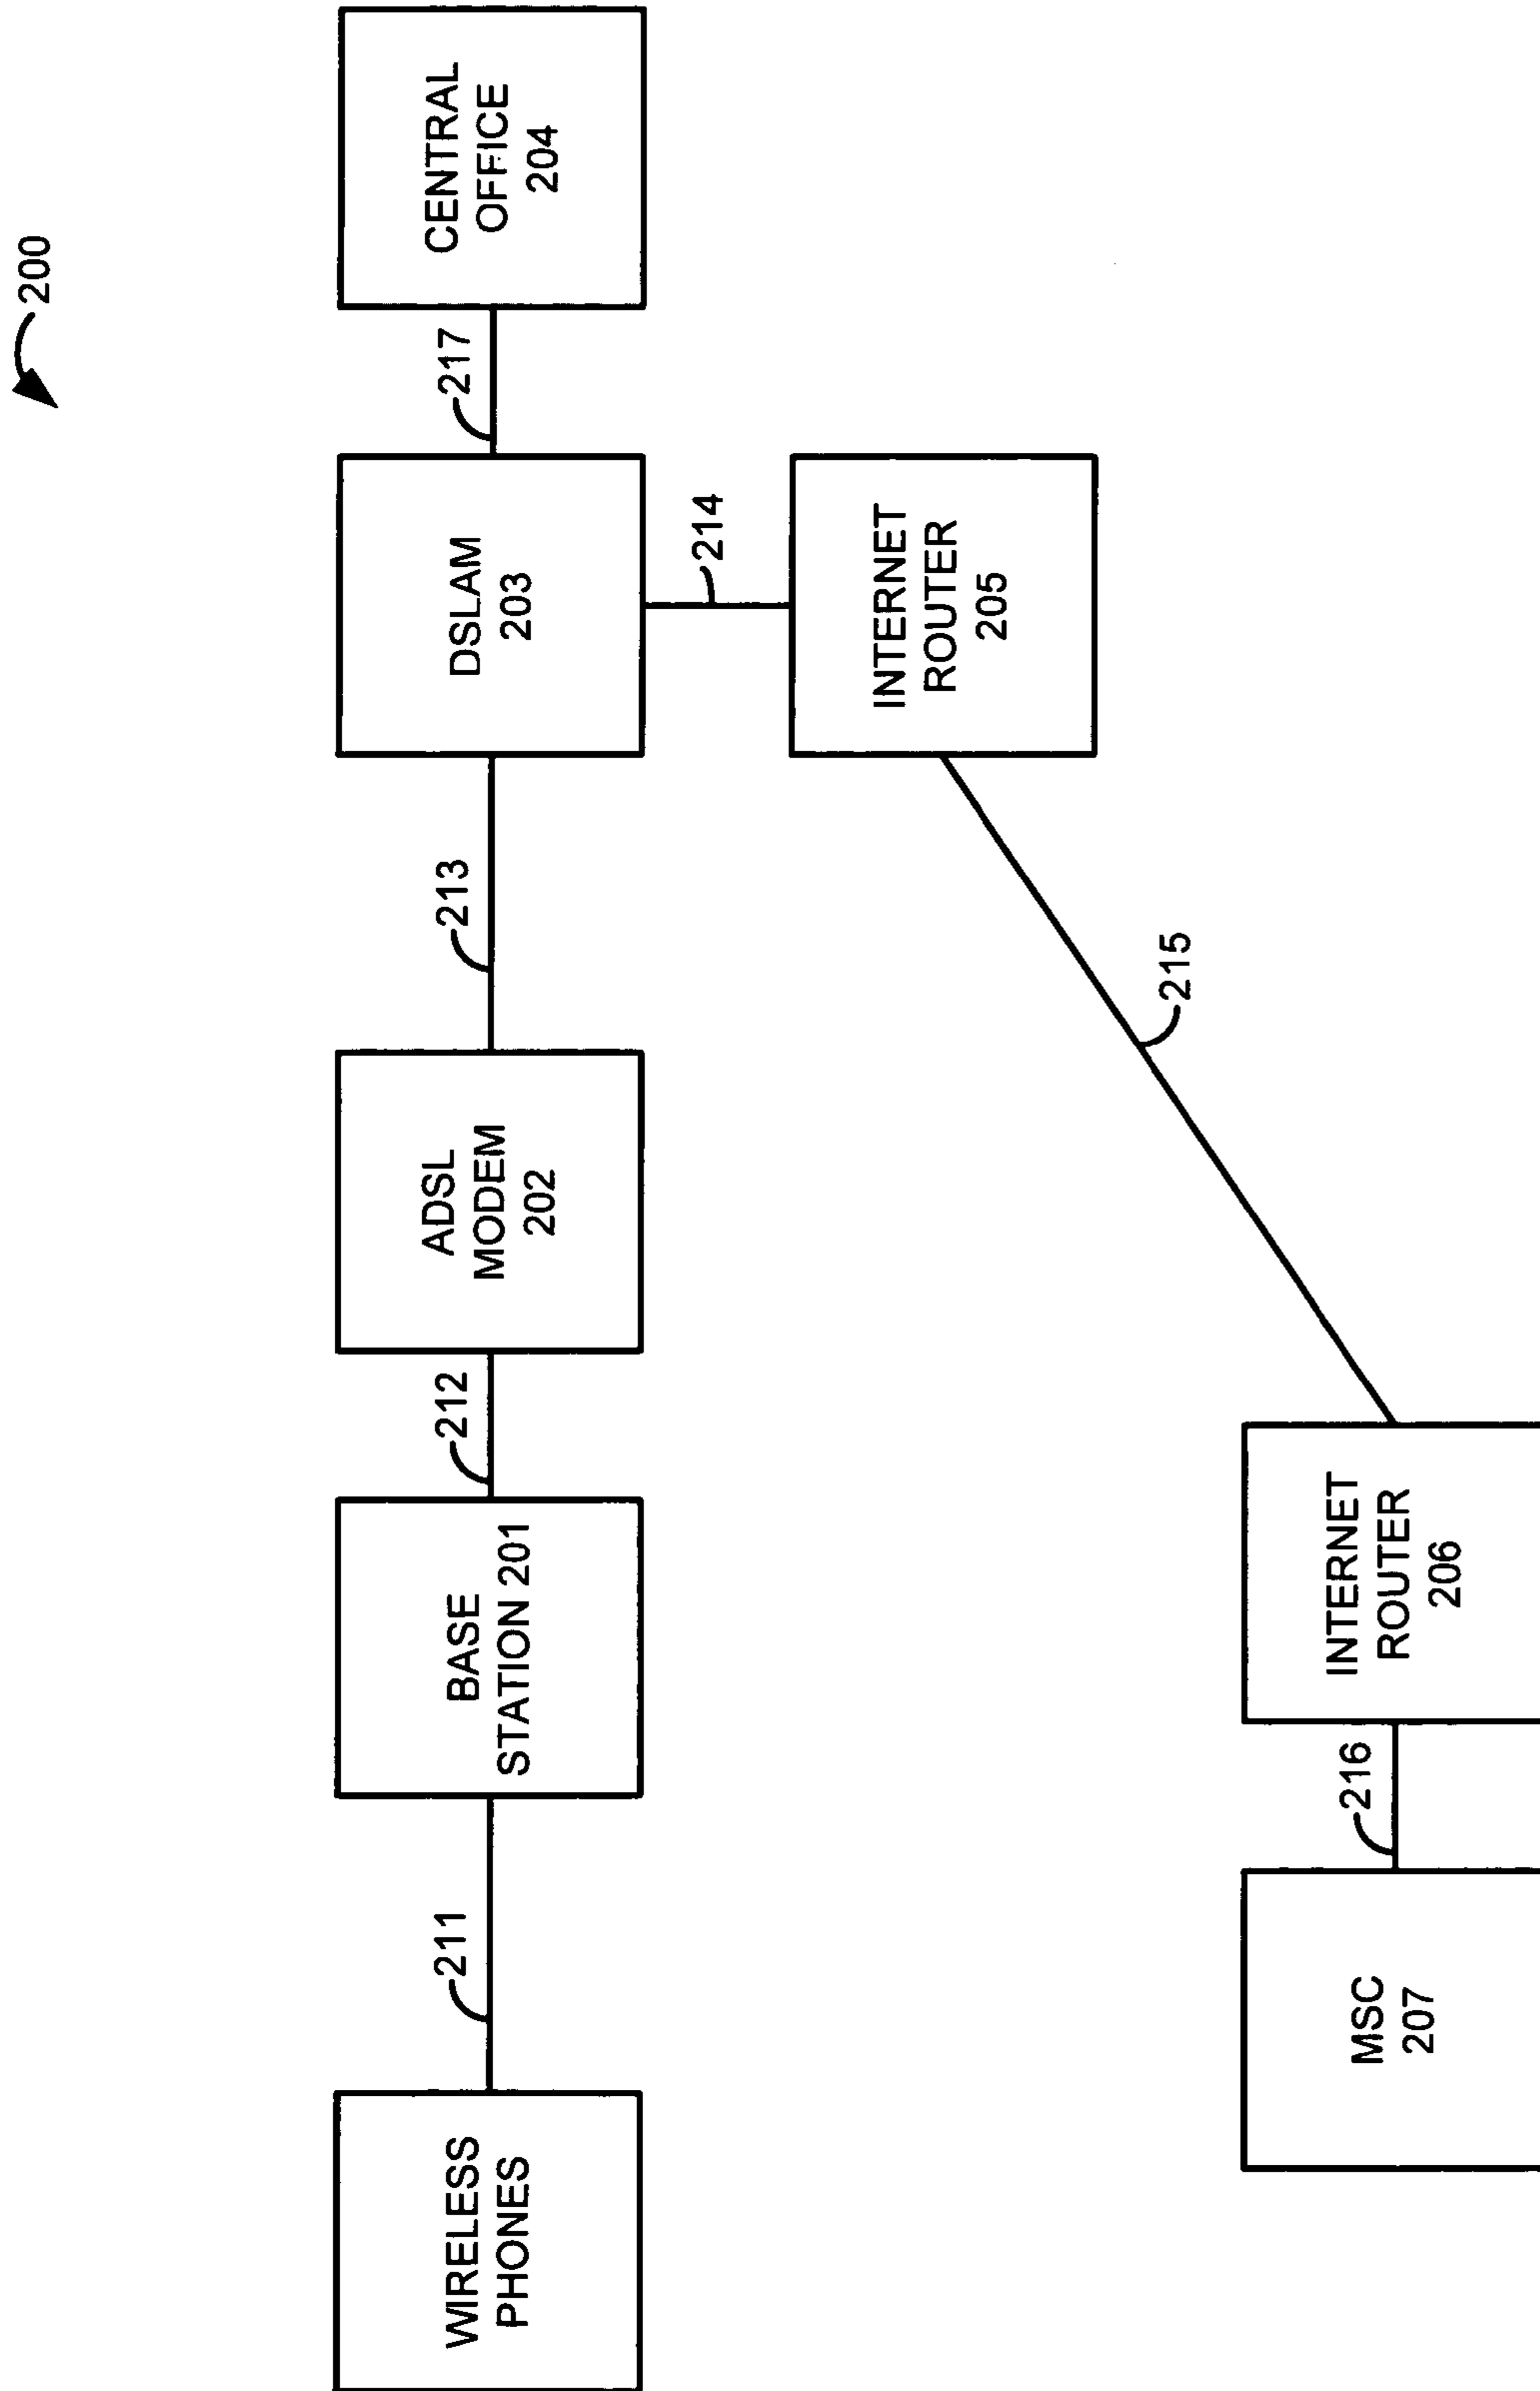 200
WIRELESS
PHONES
211
BASE
STATION 201
212
ADSL
MODEM
202
213
DSLAM
203
217
CENTRAL
OFFICE
204
214
INTERNET
ROUTER
205
215
MSC
207
216
INTERNET
ROUTER
206